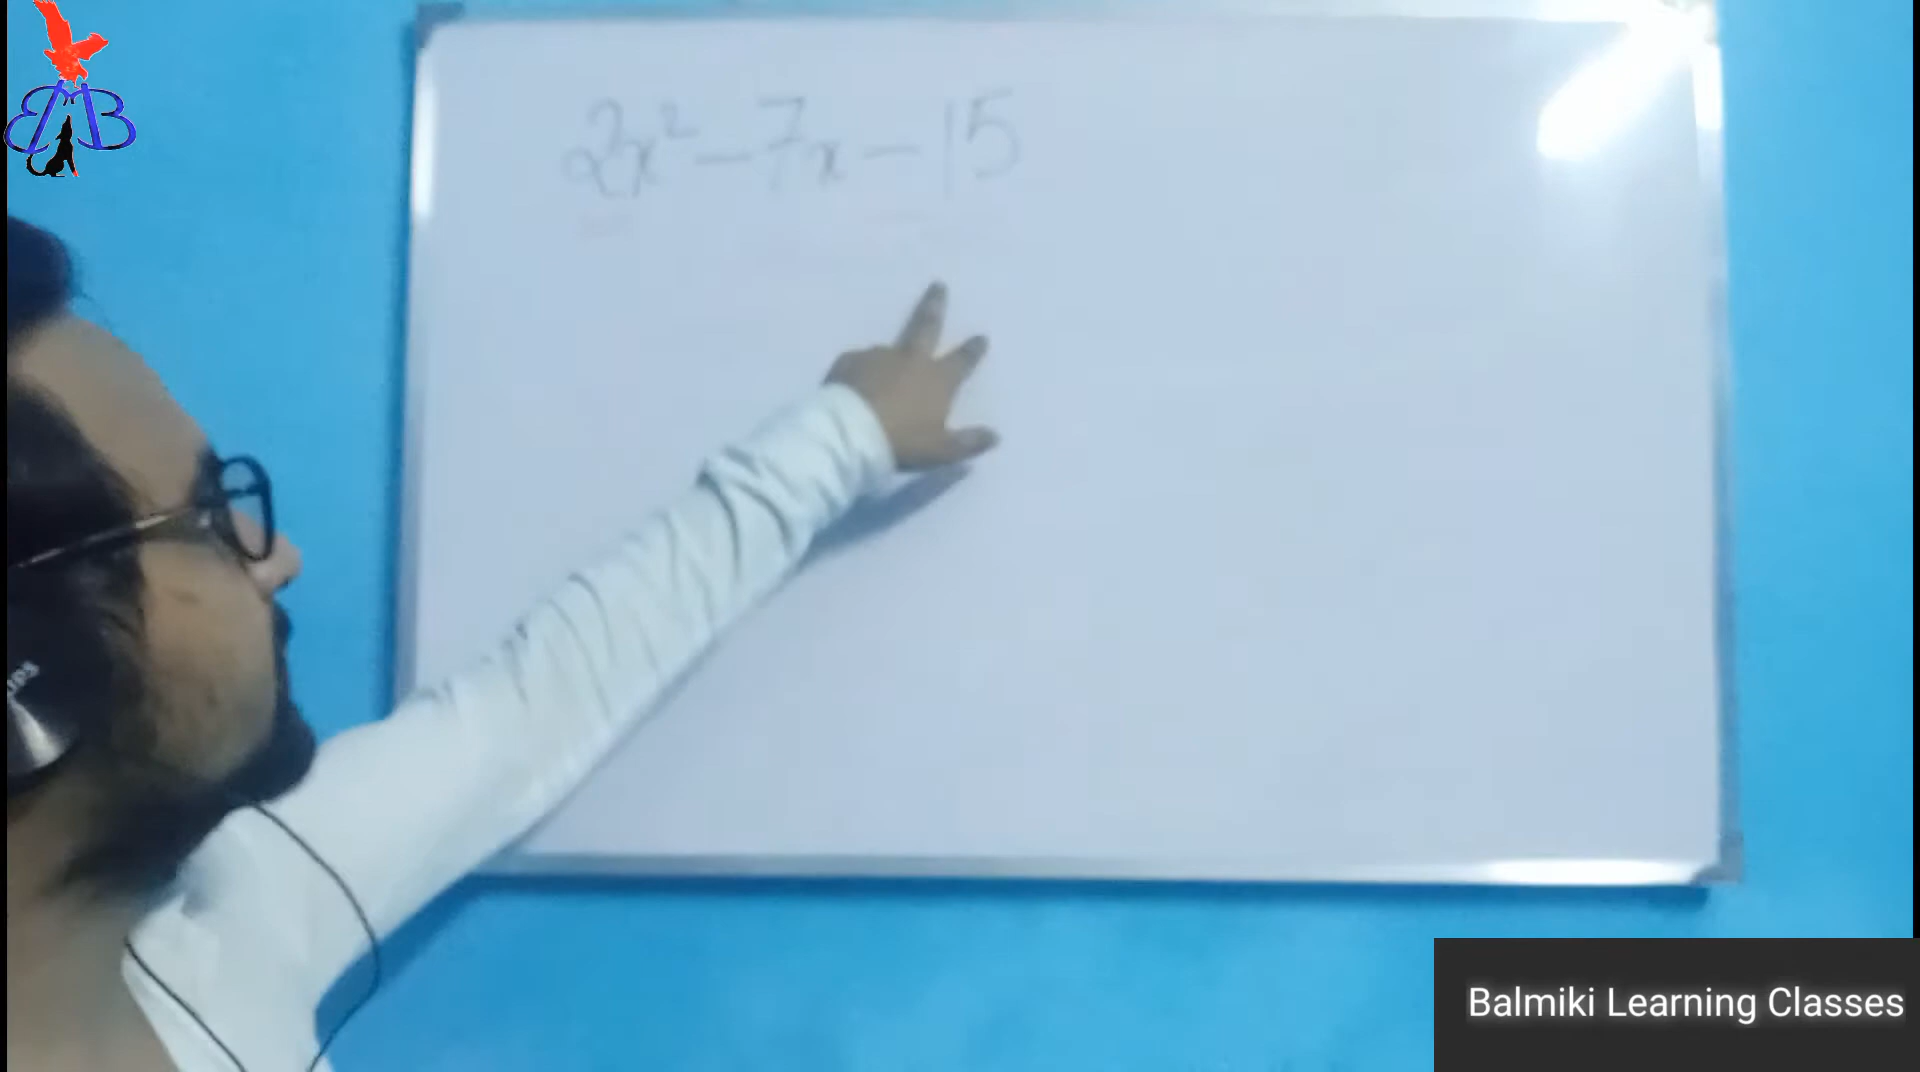 2x² - 7x - 15
Balmiki Learning Classes